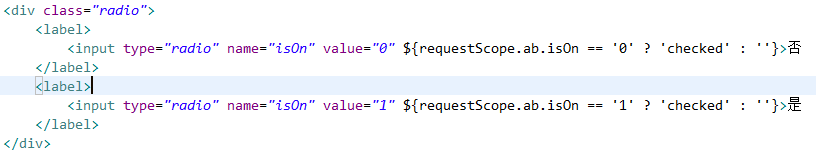 <div class="radio">
<label>
<input type="radio" name="isOn" value="0" ${requestScope.ab.isOn == '0' ? 'checked' : ''}>否
</label>
<label>
<input type="radio" name="isOn" value="1" ${requestScope.ab.isOn == '1' ? 'checked' : ''}>是
</label>
</div>